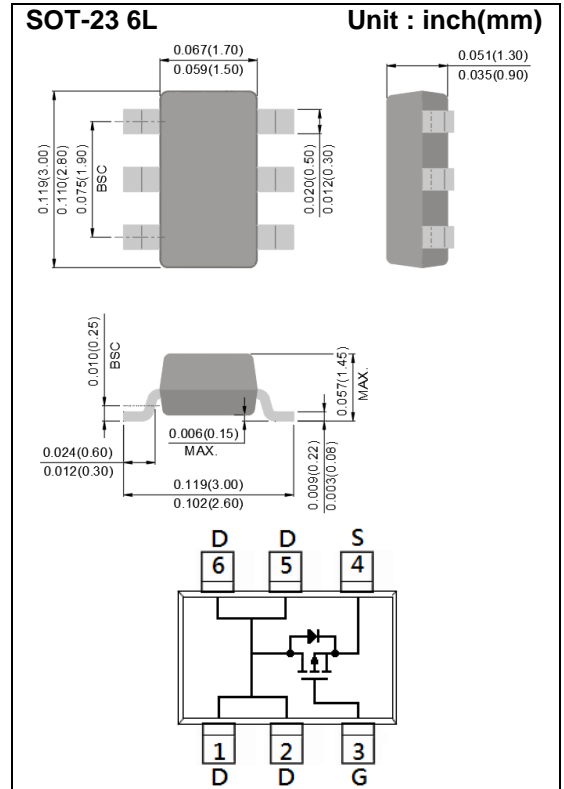 SOT-23 6L Unit : inch(mm)
0.067(1.70)
0.059(1.50)
0.051(1.30)
0.035(0.90)
0.119(3.00)
0.110(2.80)
0.075(1.90)
BSC
0.020(0.50)
0.012(0.30)
0.010(0.25)
BSC
0.057(1.45)
MAX.
0.006(0.15)
MAX.
0.024(0.60)
0.012(0.30)
0.009(0.22)
0.003(0.08)
0.119(3.00)
0.102(2.60)
D D S
6 5 4
1 2 3
D D G